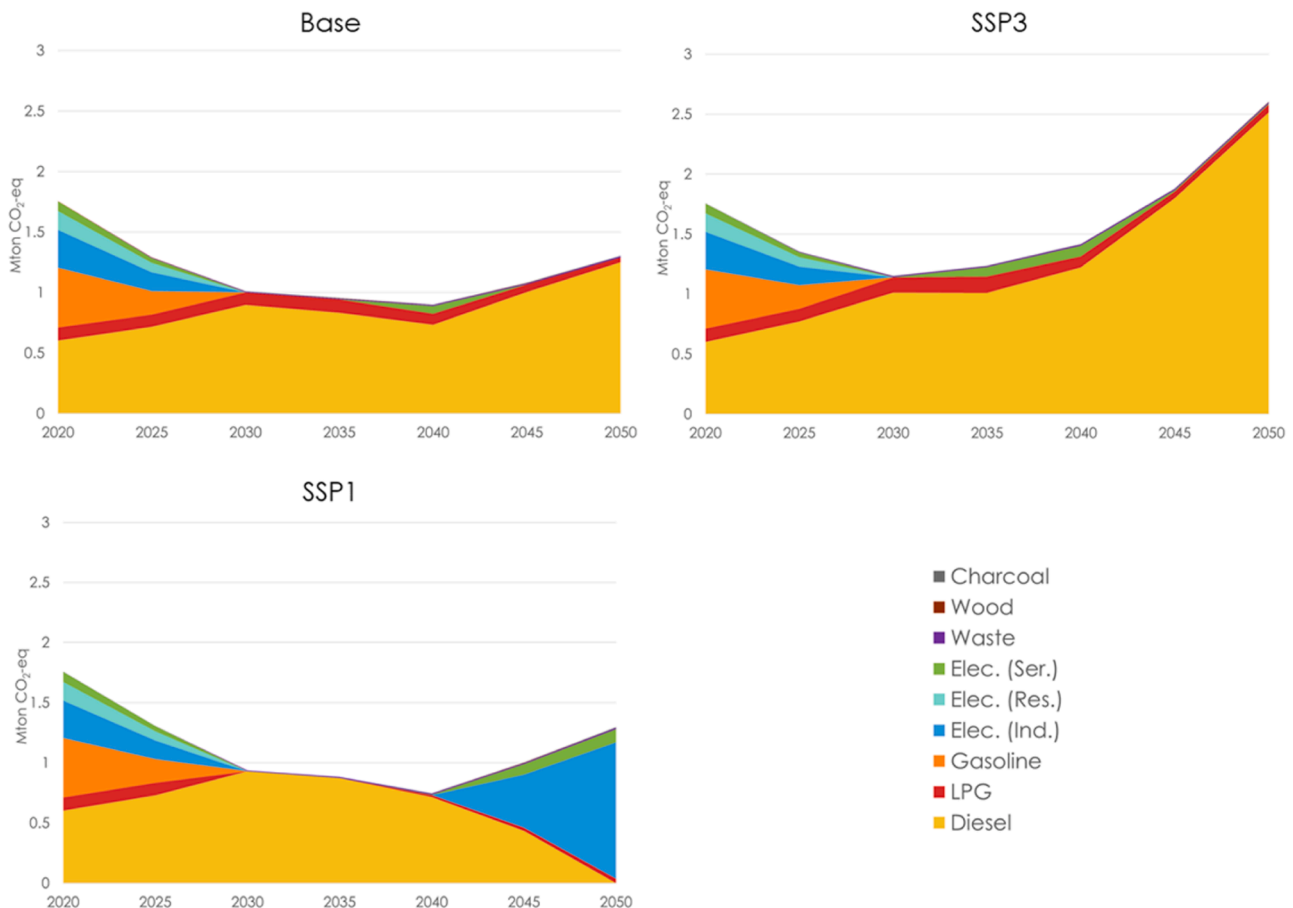 Base
Mton CO₂-eq
3
2.5
2
1.5
1
0.5
0
2020 2025 2030 2035 2040 2045 2050
SSP3
Mton CO₂-eq
3
2.5
2
1.5
1
0.5
0
2020 2025 2030 2035 2040 2045 2050
SSP1
Mton CO₂-eq
3
2.5
2
1.5
1
0.5
0
2020 2025 2030 2035 2040 2045 2050
Charcoal
Wood
Waste
Elec. (Ser.)
Elec. (Res.)
Elec. (Ind.)
Gasoline
LPG
Diesel